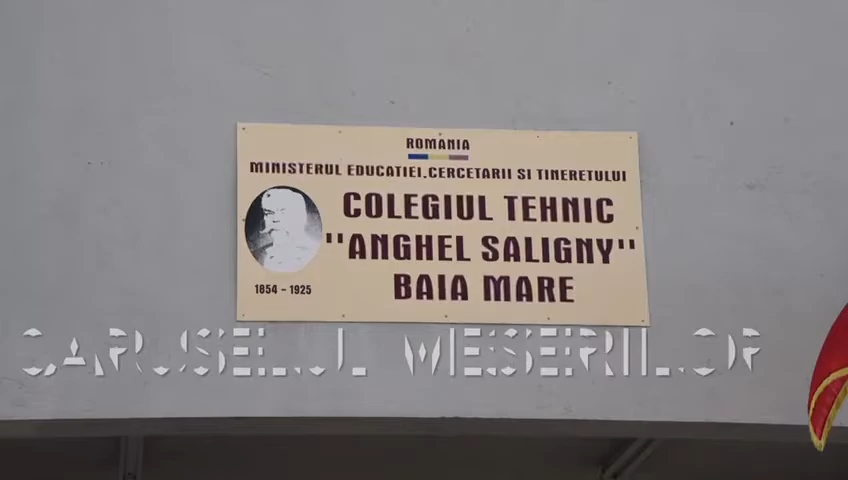 ROMANIA
MINISTERUL EDUCATIEI, CERCETARII SI TINERETULUI
COLEGIUL TEHNIC
"ANGHEL SALIGNY"
BAIA MARE
1854 - 1925
CARUSELUL MESERIILOR